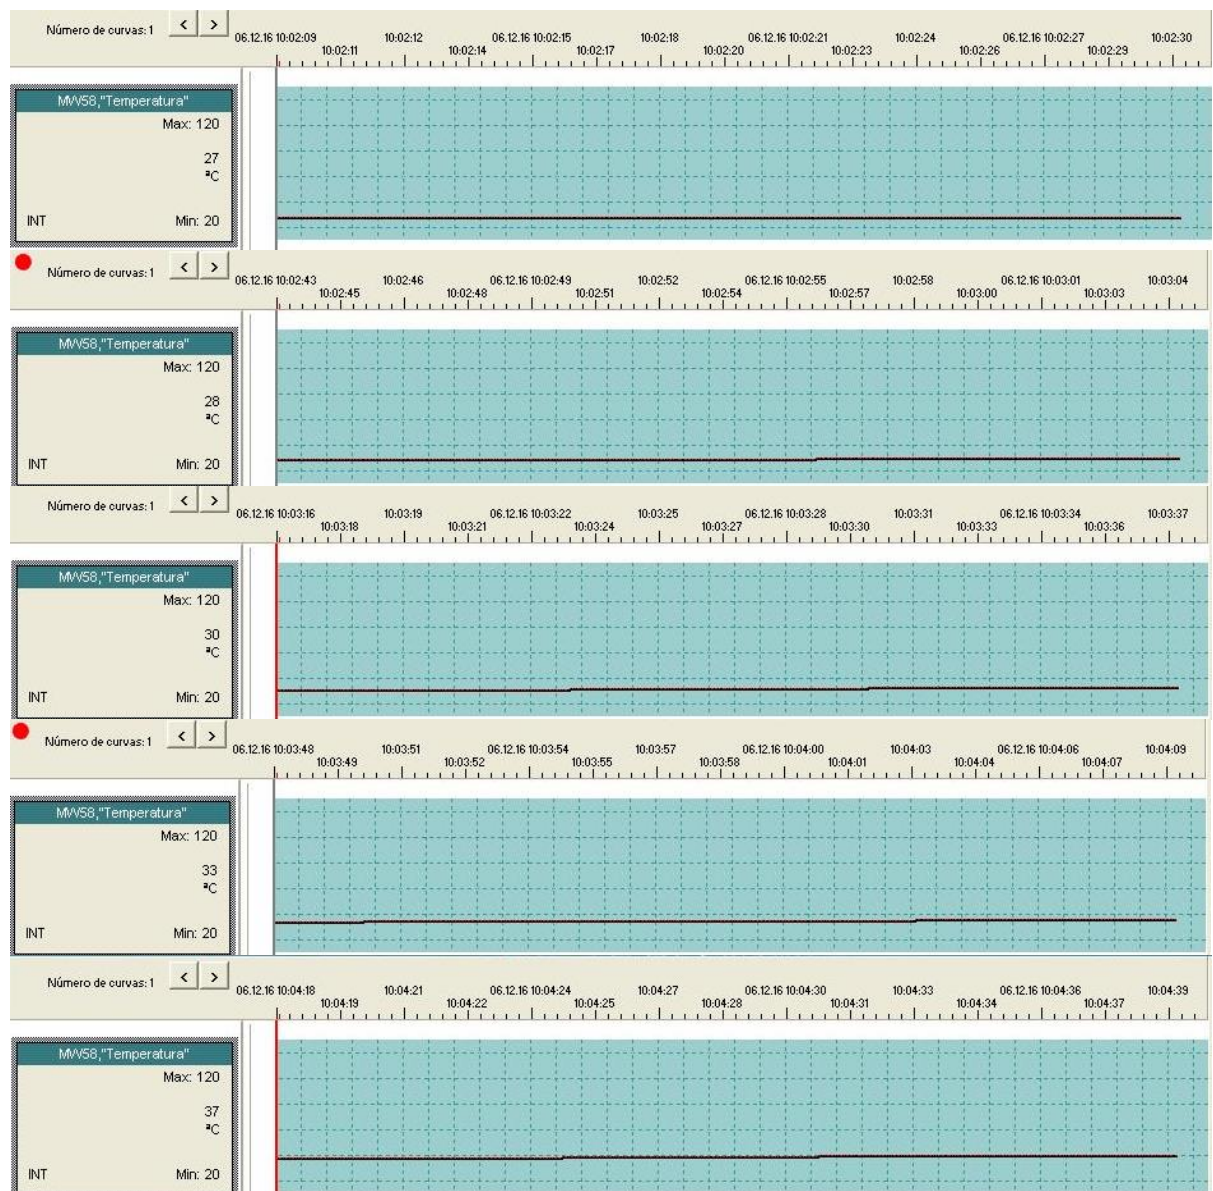 Número de curvas: 1 < >
06.12.16 10:02:09 10:02:12 06.12.16 10:02:15 10:02:18 06.12.16 10:02:21 10:02:24 06.12.16 10:02:27 10:02:30
10:02:11 10:02:14 10:02:17 10:02:20 10:02:23 10:02:26 10:02:29
MW58,"Temperatura"
Max: 120
27
ªC
INT Min: 20
Número de curvas: 1 < >
06.12.16 10:02:43 10:02:46 06.12.16 10:02:49 10:02:52 06.12.16 10:02:55 10:02:58 06.12.16 10:03:01 10:03:04
10:02:45 10:02:48 10:02:51 10:02:54 10:02:57 10:03:00 10:03:03
MW58,"Temperatura"
Max: 120
28
ªC
INT Min: 20
Número de curvas: 1 < >
06.12.16 10:03:16 10:03:19 06.12.16 10:03:22 10:03:25 06.12.16 10:03:28 10:03:31 06.12.16 10:03:34 10:03:37
10:03:18 10:03:21 10:03:24 10:03:27 10:03:30 10:03:33 10:03:36
MW58,"Temperatura"
Max: 120
30
ªC
INT Min: 20
Número de curvas: 1 < >
06.12.16 10:03:48 10:03:51 06.12.16 10:03:54 10:03:57 06.12.16 10:04:00 10:04:03 06.12.16 10:04:06 10:04:09
10:03:49 10:03:52 10:03:55 10:03:58 10:04:01 10:04:04 10:04:07
MW58,"Temperatura"
Max: 120
33
ªC
INT Min: 20
Número de curvas: 1 < >
06.12.16 10:04:18 10:04:21 06.12.16 10:04:24 10:04:27 06.12.16 10:04:30 10:04:33 06.12.16 10:04:36 10:04:39
10:04:19 10:04:22 10:04:25 10:04:28 10:04:31 10:04:34 10:04:37
MW58,"Temperatura"
Max: 120
37
ªC
INT Min: 20